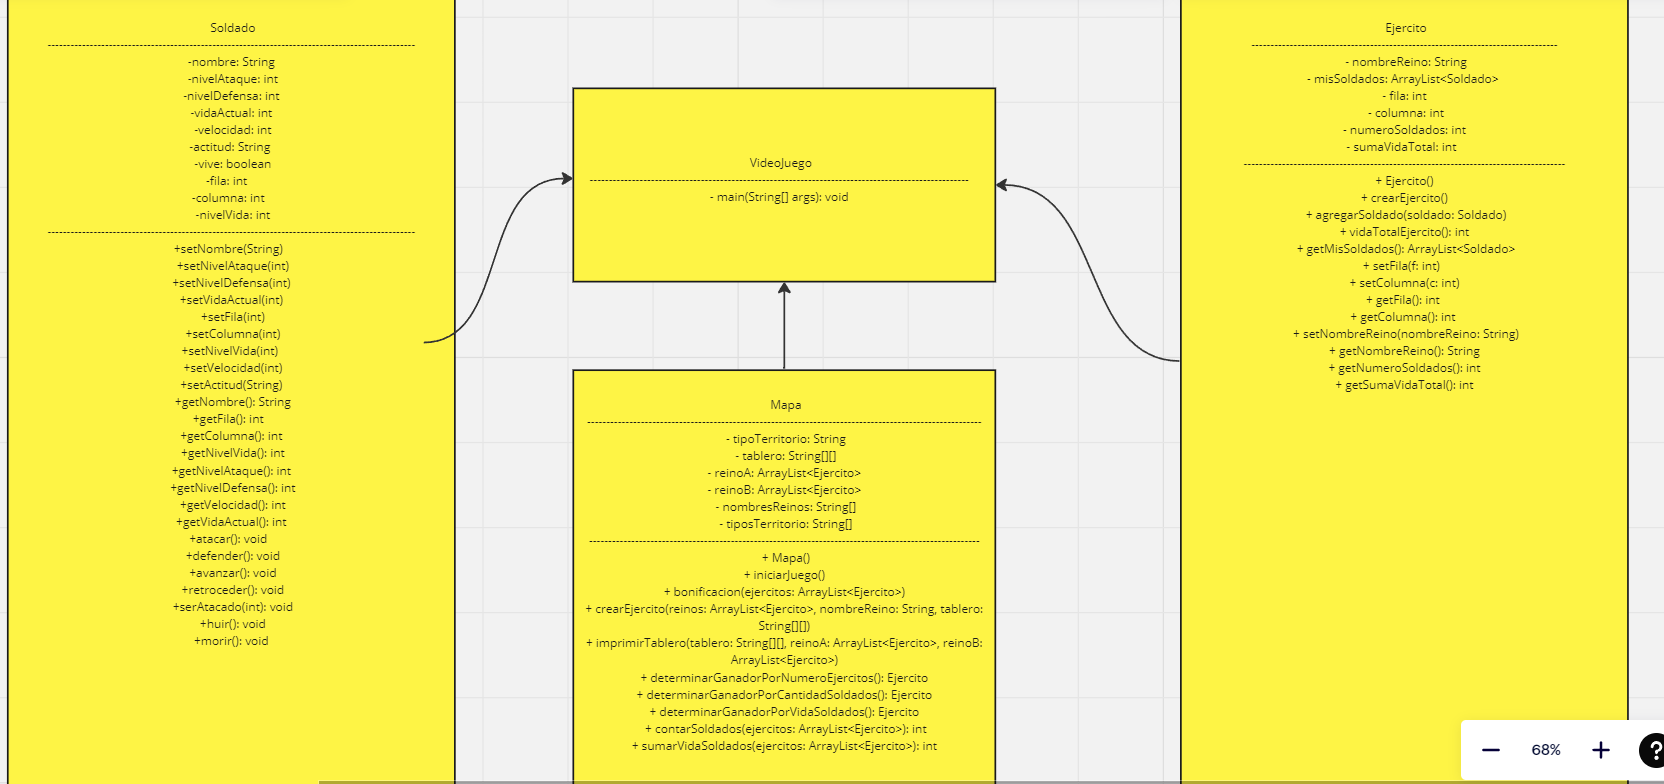 Soldado
-nombre: String
-nivelAtaque: int
-nivelDefensa: int
-vidaActual: int
-velocidad: int
-actitud: String
-vive: boolean
-fila: int
-columna: int
-nivelVida: int
+setNombre(String)
+setNivelAtaque(int)
+setNivelDefensa(int)
+setVidaActual(int)
+setFila(int)
+setColumna(int)
+setNivelVida(int)
+setVelocidad(int)
+setActitud(String)
+getNombre(): String
+getFila(): int
+getColumna(): int
+getNivelVida(): int
+getNivelAtaque(): int
+getNivelDefensa(): int
+getVelocidad(): int
+getVidaActual(): int
+atacar(): void
+defender(): void
+avanzar(): void
+retroceder(): void
+serAtacado(int): void
+huir(): void
+morir(): void
VideoJuego
- main(String[] args): void
Mapa
- tipoTerritorio: String
- tablero: String[][]
- reinoA: ArrayList<Ejercito>
- reinoB: ArrayList<Ejercito>
- nombresReinos: String[]
- tiposTerritorio: String[]
+ Mapa()
+ iniciarJuego()
+ bonificacion(ejercitos: ArrayList<Ejercito>)
+ crearEjercito(reinos: ArrayList<Ejercito>, nombreReino: String, tablero:
String[][])
+ imprimirTablero(tablero: String[][], reinoA: ArrayList<Ejercito>, reinoB:
ArrayList<Ejercito>)
+ determinarGanadorPorNumeroEjercitos(): Ejercito
+ determinarGanadorPorCantidadSoldados(): Ejercito
+ determinarGanadorPorVidaSoldados(): Ejercito
+ contarSoldados(ejercitos: ArrayList<Ejercito>): int
+ sumarVidaSoldados(ejercitos: ArrayList<Ejercito>): int
Ejercito
- nombreReino: String
- misSoldados: ArrayList<Soldado>
- fila: int
- columna: int
- numeroSoldados: int
- sumaVidaTotal: int
+ Ejercito()
+ crearEjercito()
+ agregarSoldado(soldado: Soldado)
+ vidaTotalEjercito(): int
+ getMisSoldados(): ArrayList<Soldado>
+ setFila(f: int)
+ setColumna(c: int)
+ getFila(): int
+ getColumna(): int
+ setNombreReino(nombreReino: String)
+ getNombreReino(): String
+ getNumeroSoldados(): int
+ getSumaVidaTotal(): int
− 68% + ?